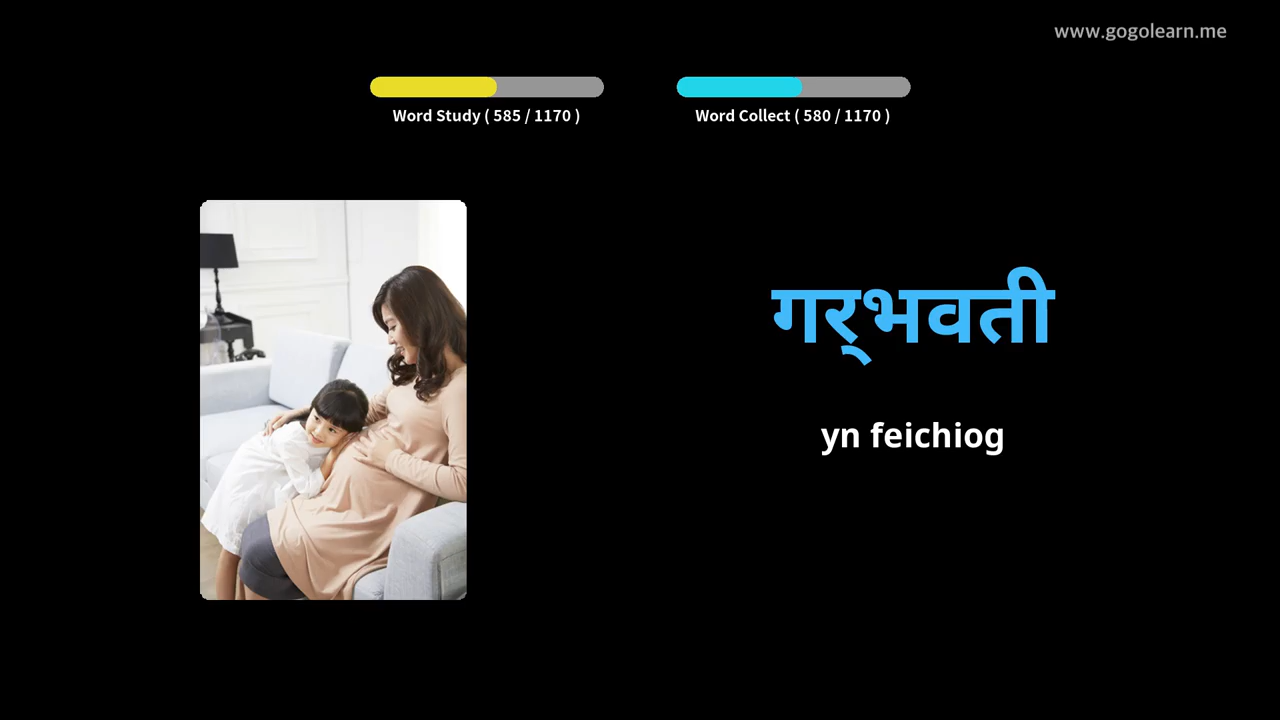 www.gogolearn.me
Word Study ( 585 / 1170 )
Word Collect ( 580 / 1170 )
गर्‍भवती
yn feichiog